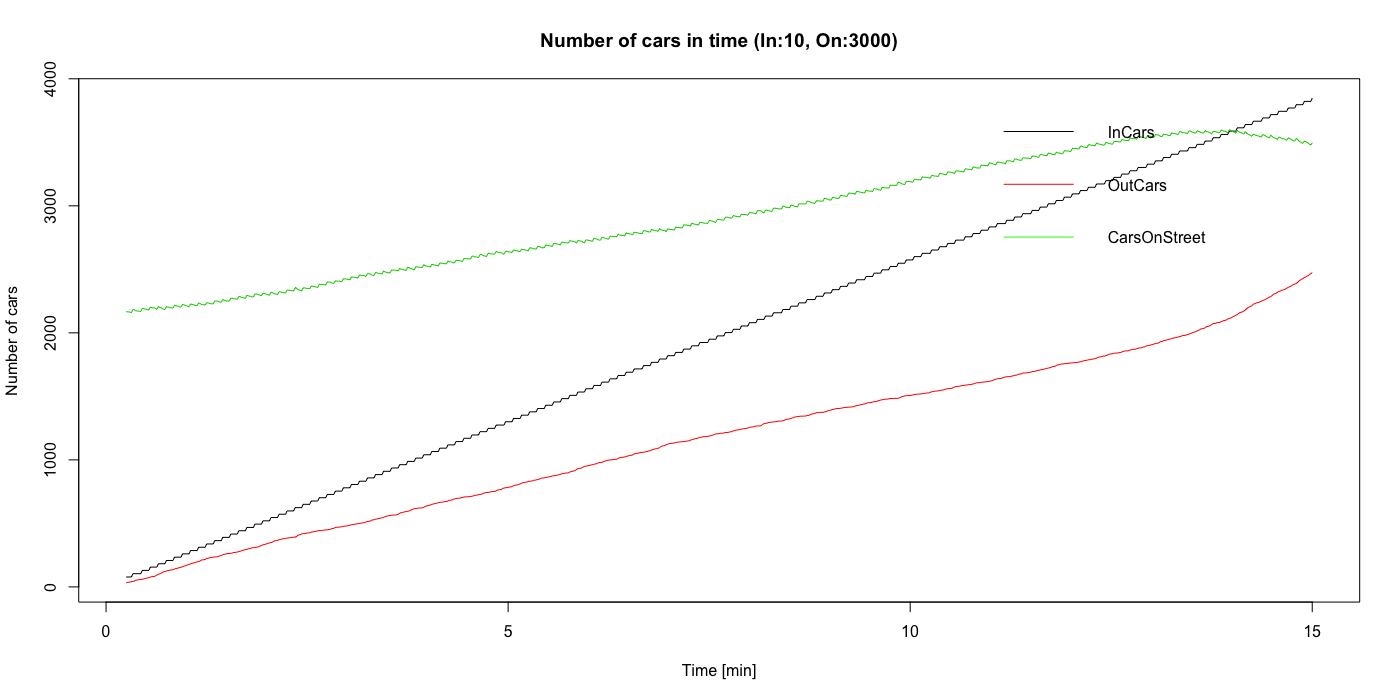 Number of cars in time (In:10, On:3000)
Number of cars
4000
3000
2000
1000
0
InCars
OutCars
CarsOnStreet
0 5 10 15
Time [min]